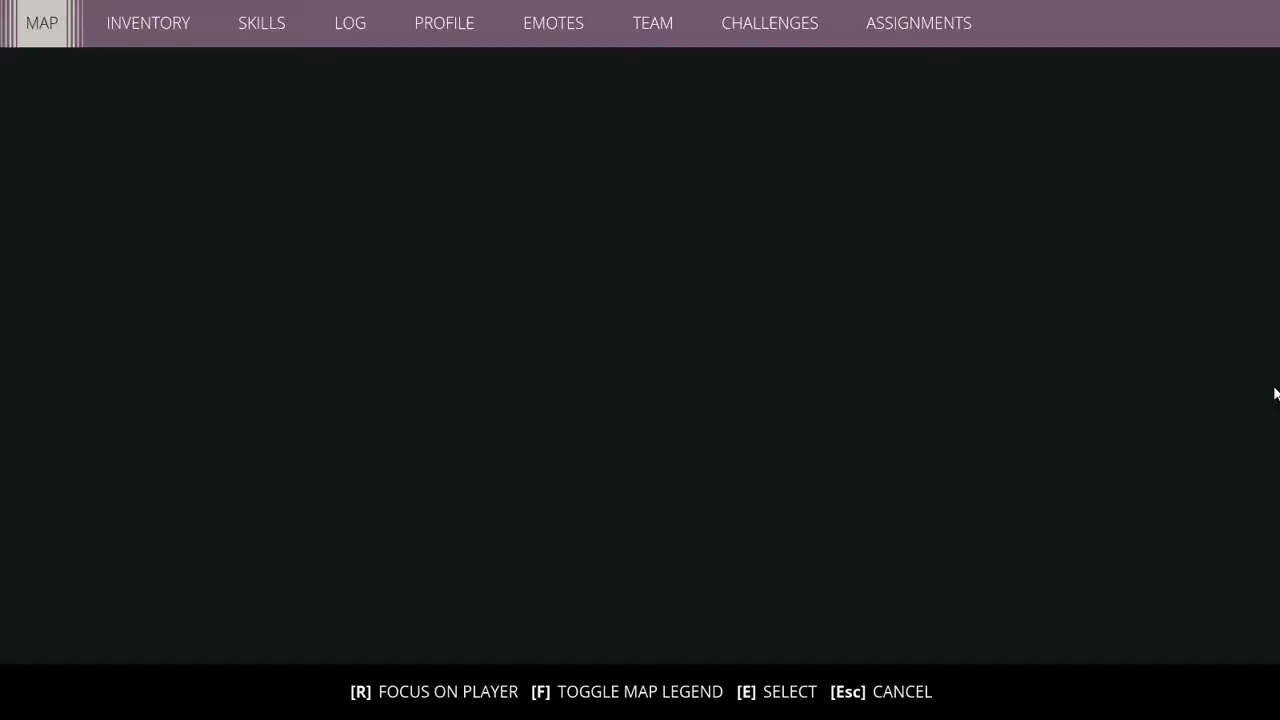 MAP INVENTORY SKILLS LOG PROFILE EMOTES TEAM CHALLENGES ASSIGNMENTS
[R] FOCUS ON PLAYER [F] TOGGLE MAP LEGEND [E] SELECT [Esc] CANCEL